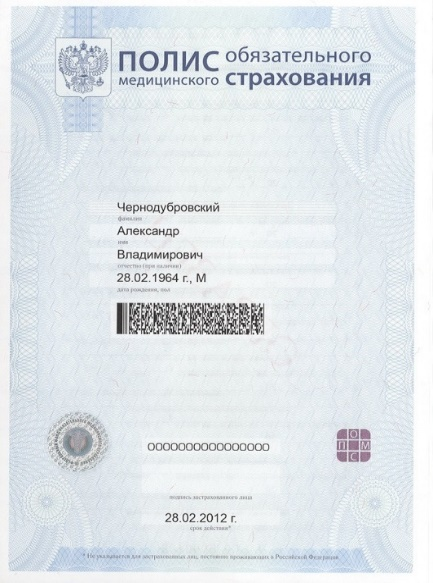 ПОЛИС обязательного
медицинского страхования
Чернодубровский
фамилия
Александр
имя
Владимирович
отчество (при наличии)
28.02.1964 г., М
дата рождения, пол
0000000000000000
О
П М
С
подпись застрахованного лица
28.02.2012 г.
срок действия*
* Не указывается для застрахованных лиц, постоянно проживающих в Российской Федерации.